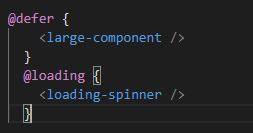 @defer {
<large-component />
}
@loading {
<loading-spinner />
}